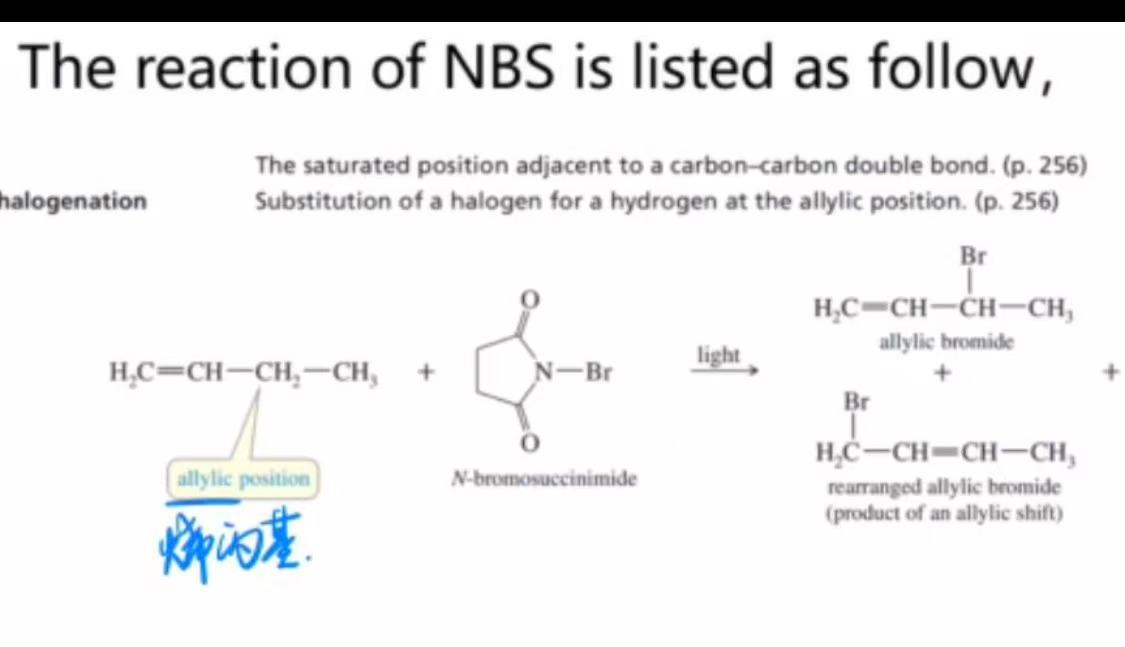 The reaction of NBS is listed as follow,
The saturated position adjacent to a carbon–carbon double bond. (p. 256)
halogenation Substitution of a halogen for a hydrogen at the allylic position. (p. 256)
Br
H₂C=CH—CH—CH₃
allylic bromide
H₂C=CH—CH₂—CH₃ + O N—Br O light + +
Br
H₂C—CH=CH—CH₃
allylic position N-bromosuccinimide rearranged allylic bromide
(product of an allylic shift)
烯丙基.